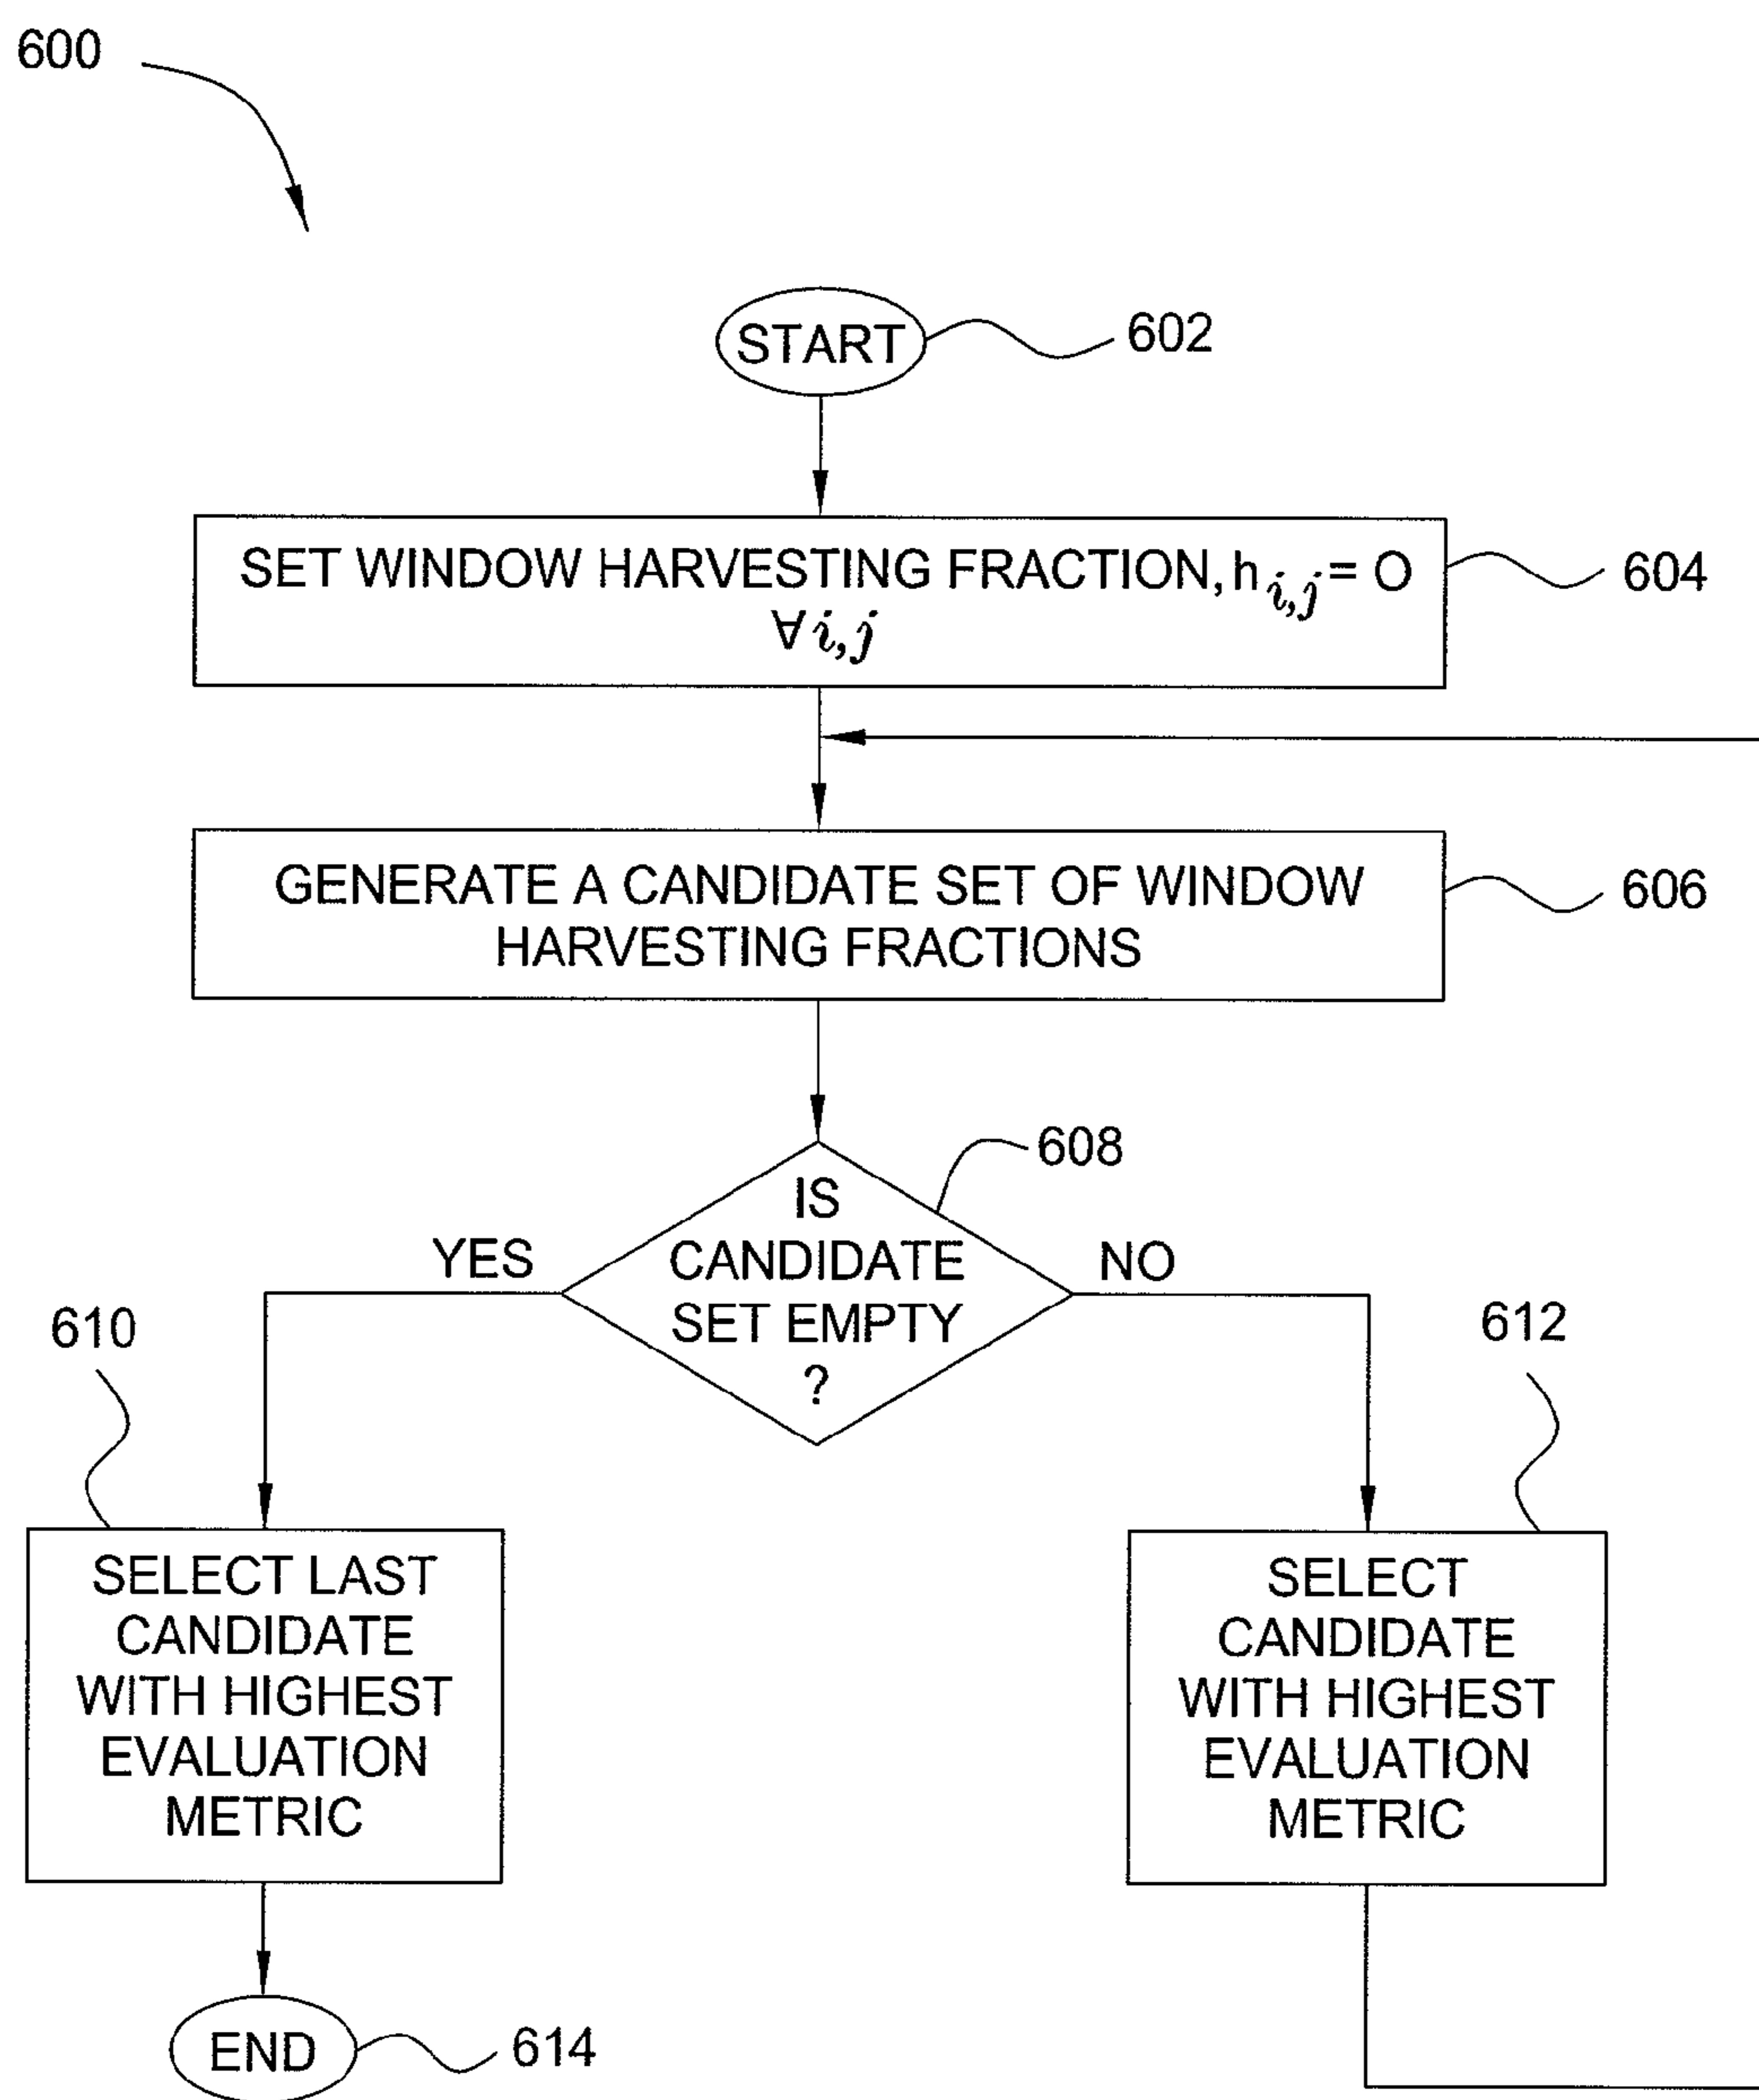 600
START
602
SET WINDOW HARVESTING FRACTION, h i,j = O
∀ i,j
604
GENERATE A CANDIDATE SET OF WINDOW
HARVESTING FRACTIONS
606
608
IS
CANDIDATE
SET EMPTY
?
YES
NO
610
612
SELECT LAST
CANDIDATE
WITH HIGHEST
EVALUATION
METRIC
SELECT
CANDIDATE
WITH HIGHEST
EVALUATION
METRIC
END
614